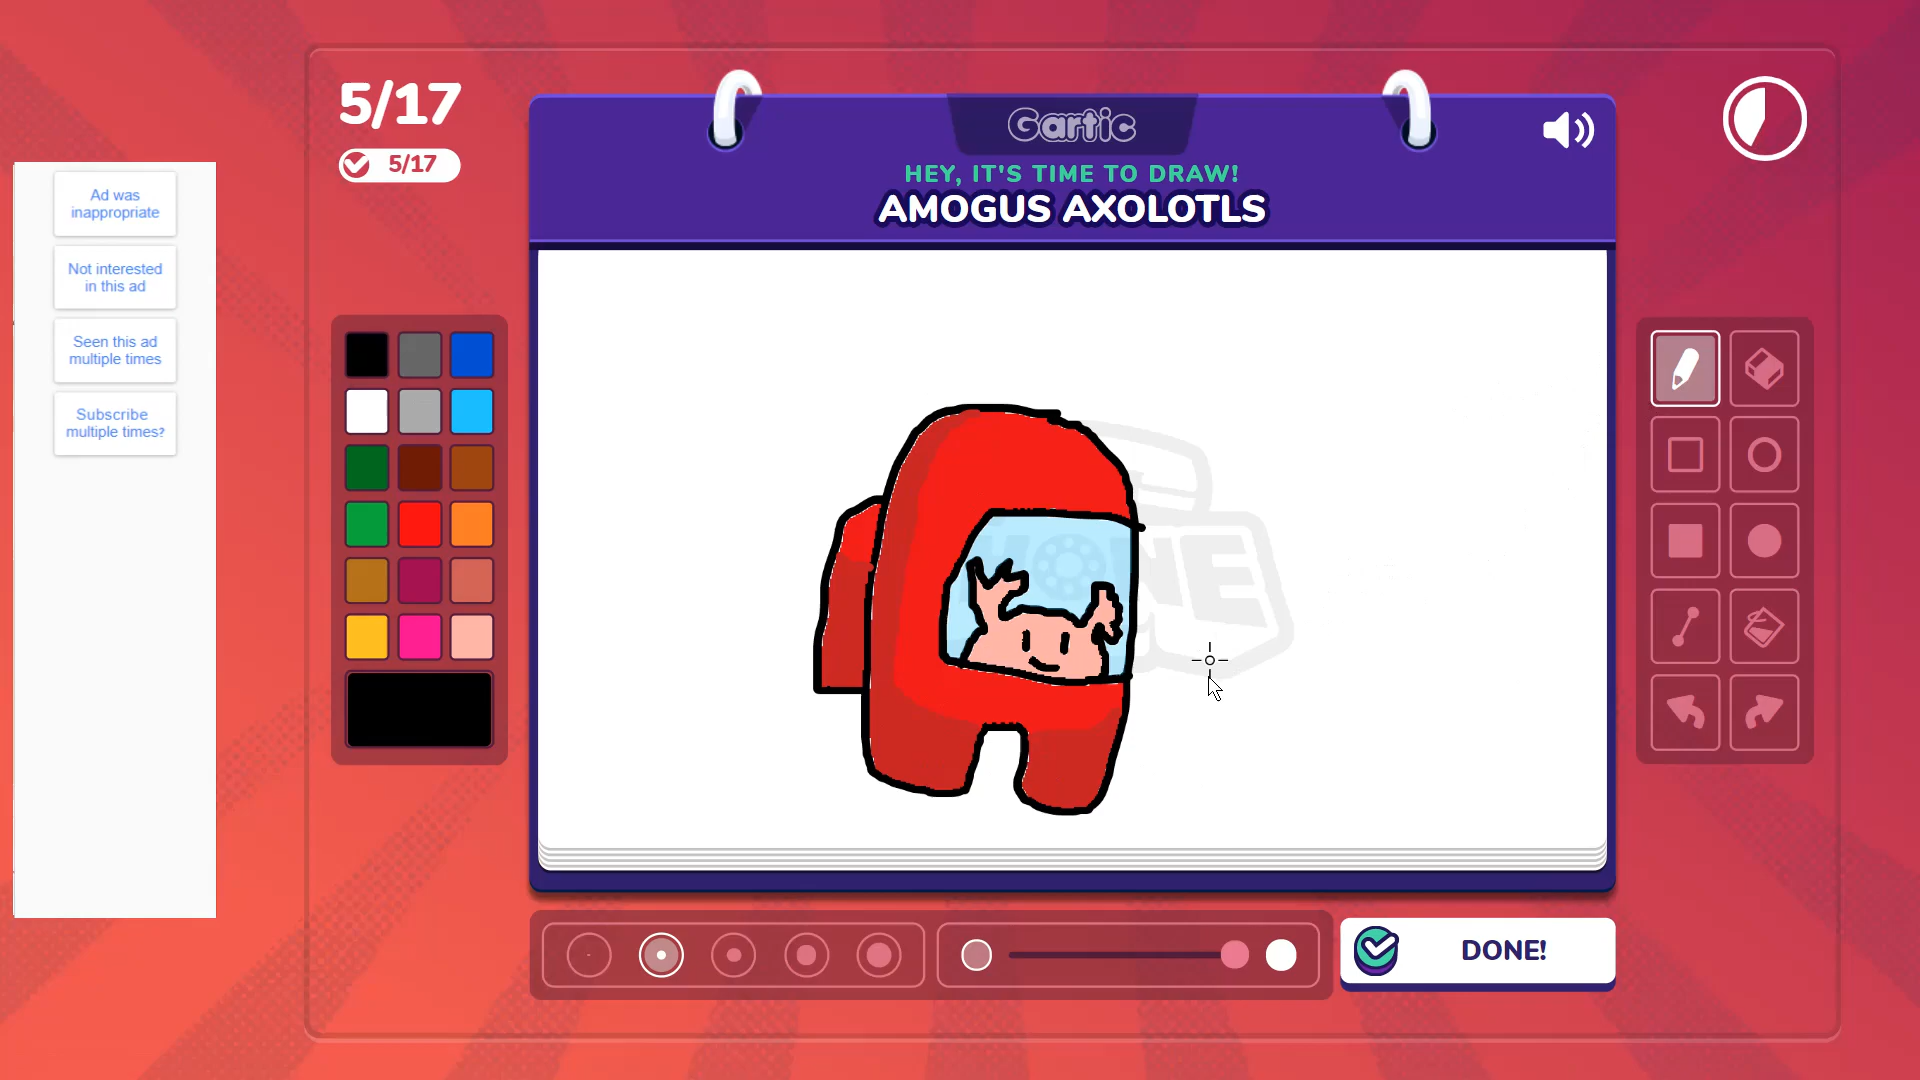 5/17
5/17
Gartic
HEY, IT'S TIME TO DRAW!
AMOGUS AXOLOTLS
Ad was
inappropriate
Not interested
in this ad
Seen this ad
multiple times
Subscribe
multiple times?
HONE
DONE!